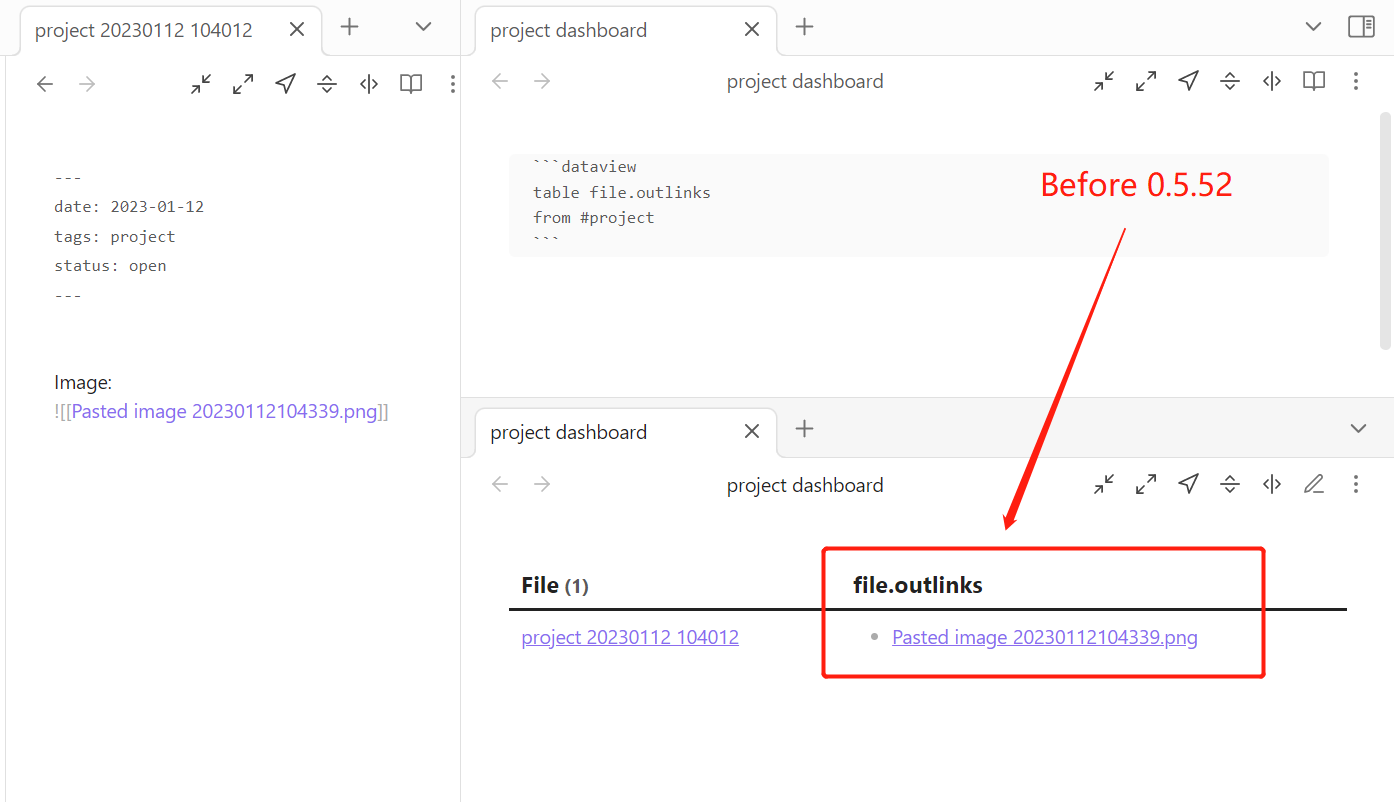 project 20230112 104012
---
date: 2023-01-12
tags: project
status: open
---
Image:
![[Pasted image 20230112104339.png]]
project dashboard
project dashboard
```dataview
table file.outlinks
from #project
```
Before 0.5.52
project dashboard
project dashboard
File (1) file.outlinks
project 20230112 104012 • Pasted image 20230112104339.png